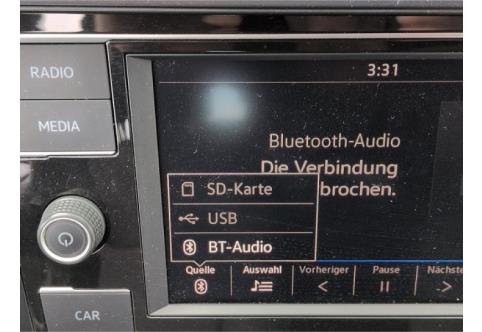 RADIO
MEDIA
CAR
3:31
Bluetooth-Audio
Die Verbindung
brochen.
SD-Karte
USB
BT-Audio
Quelle
Auswahl
Vorheriger
Pause
Nächste